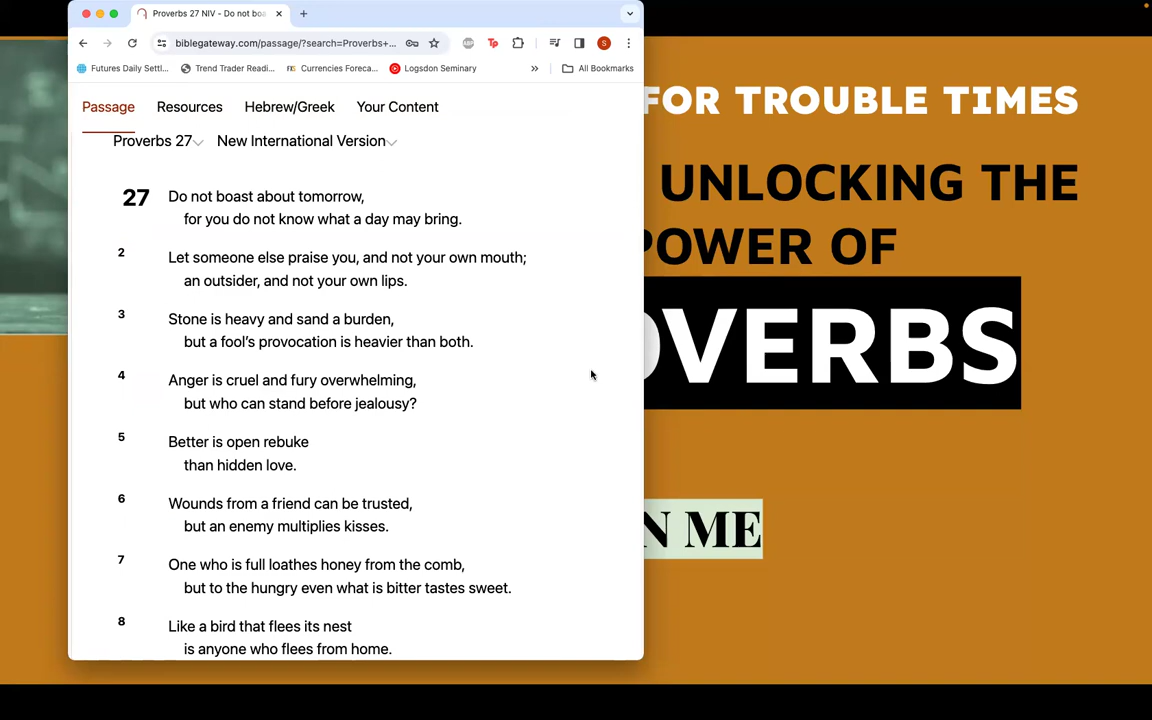 Proverbs 27 NIV - Do not boa
biblegateway.com/passage/?search=Proverbs+...
ABP
Tp
S
Futures Daily Settl...
Trend Trader Readi...
Currencies Foreca...
Logsdon Seminary
All Bookmarks
Passage
Resources
Hebrew/Greek
Your Content
Proverbs 27
New International Version
27 Do not boast about tomorrow,
for you do not know what a day may bring.
2 Let someone else praise you, and not your own mouth;
an outsider, and not your own lips.
3 Stone is heavy and sand a burden,
but a fool’s provocation is heavier than both.
4 Anger is cruel and fury overwhelming,
but who can stand before jealousy?
5 Better is open rebuke
than hidden love.
6 Wounds from a friend can be trusted,
but an enemy multiplies kisses.
7 One who is full loathes honey from the comb,
but to the hungry even what is bitter tastes sweet.
8 Like a bird that flees its nest
is anyone who flees from home.
FOR TROUBLE TIMES
UNLOCKING THE
POWER OF
OVERBS
N ME